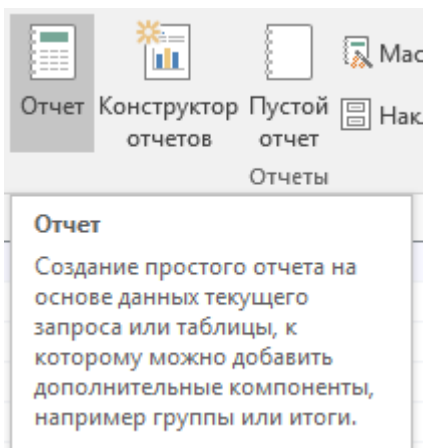 Отчет
Конструктор отчетов
Пустой отчет
Мас
Нак
Отчеты
Отчет
Создание простого отчета на
основе данных текущего
запроса или таблицы, к
которому можно добавить
дополнительные компоненты,
например группы или итоги.